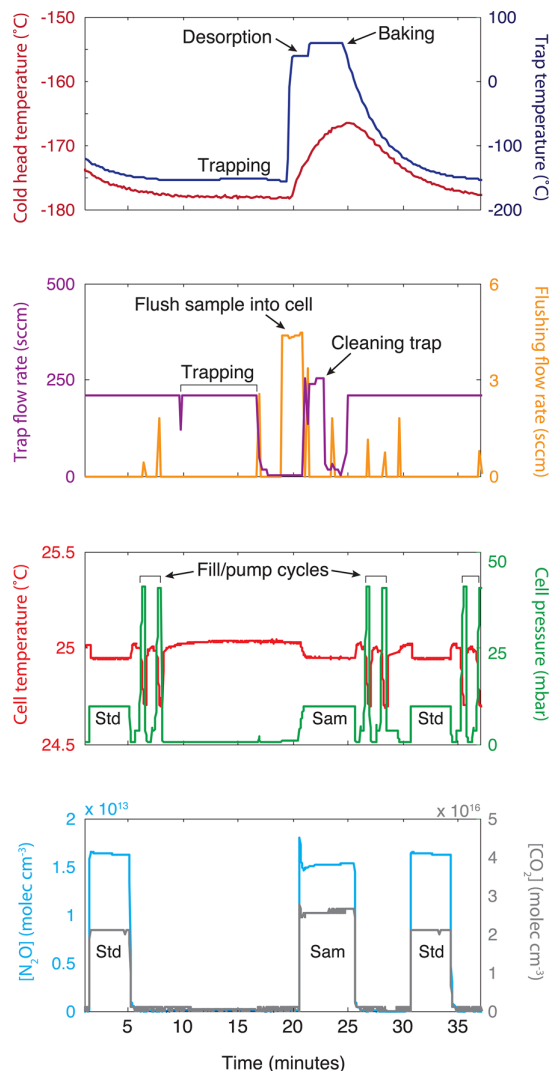 -150
-160
-170
-180
Cold head temperature (˚C)
Desorption
Baking
Trapping
100
0
-100
-200
Trap temperature
(˚C)
500
250
0
Trap flow rate (sccm)
Flush sample into cell
Cleaning trap
Trapping
6
3
0
Flushing flow rate
(sccm)
25.5
25
24.5
Cell temperature (˚C)
Fill/pump cycles
Std
Sam
Std
50
25
0
Cell pressure
(mbar)
x 10¹³
x 10¹⁶
2
1.5
1
0.5
0
[N₂O] (molec cm⁻³)
Std
Sam
Std
5
4
3
2
1
0
[CO₂]
(molec cm⁻³)
5 10 15 20 25 30 35
Time (minutes)